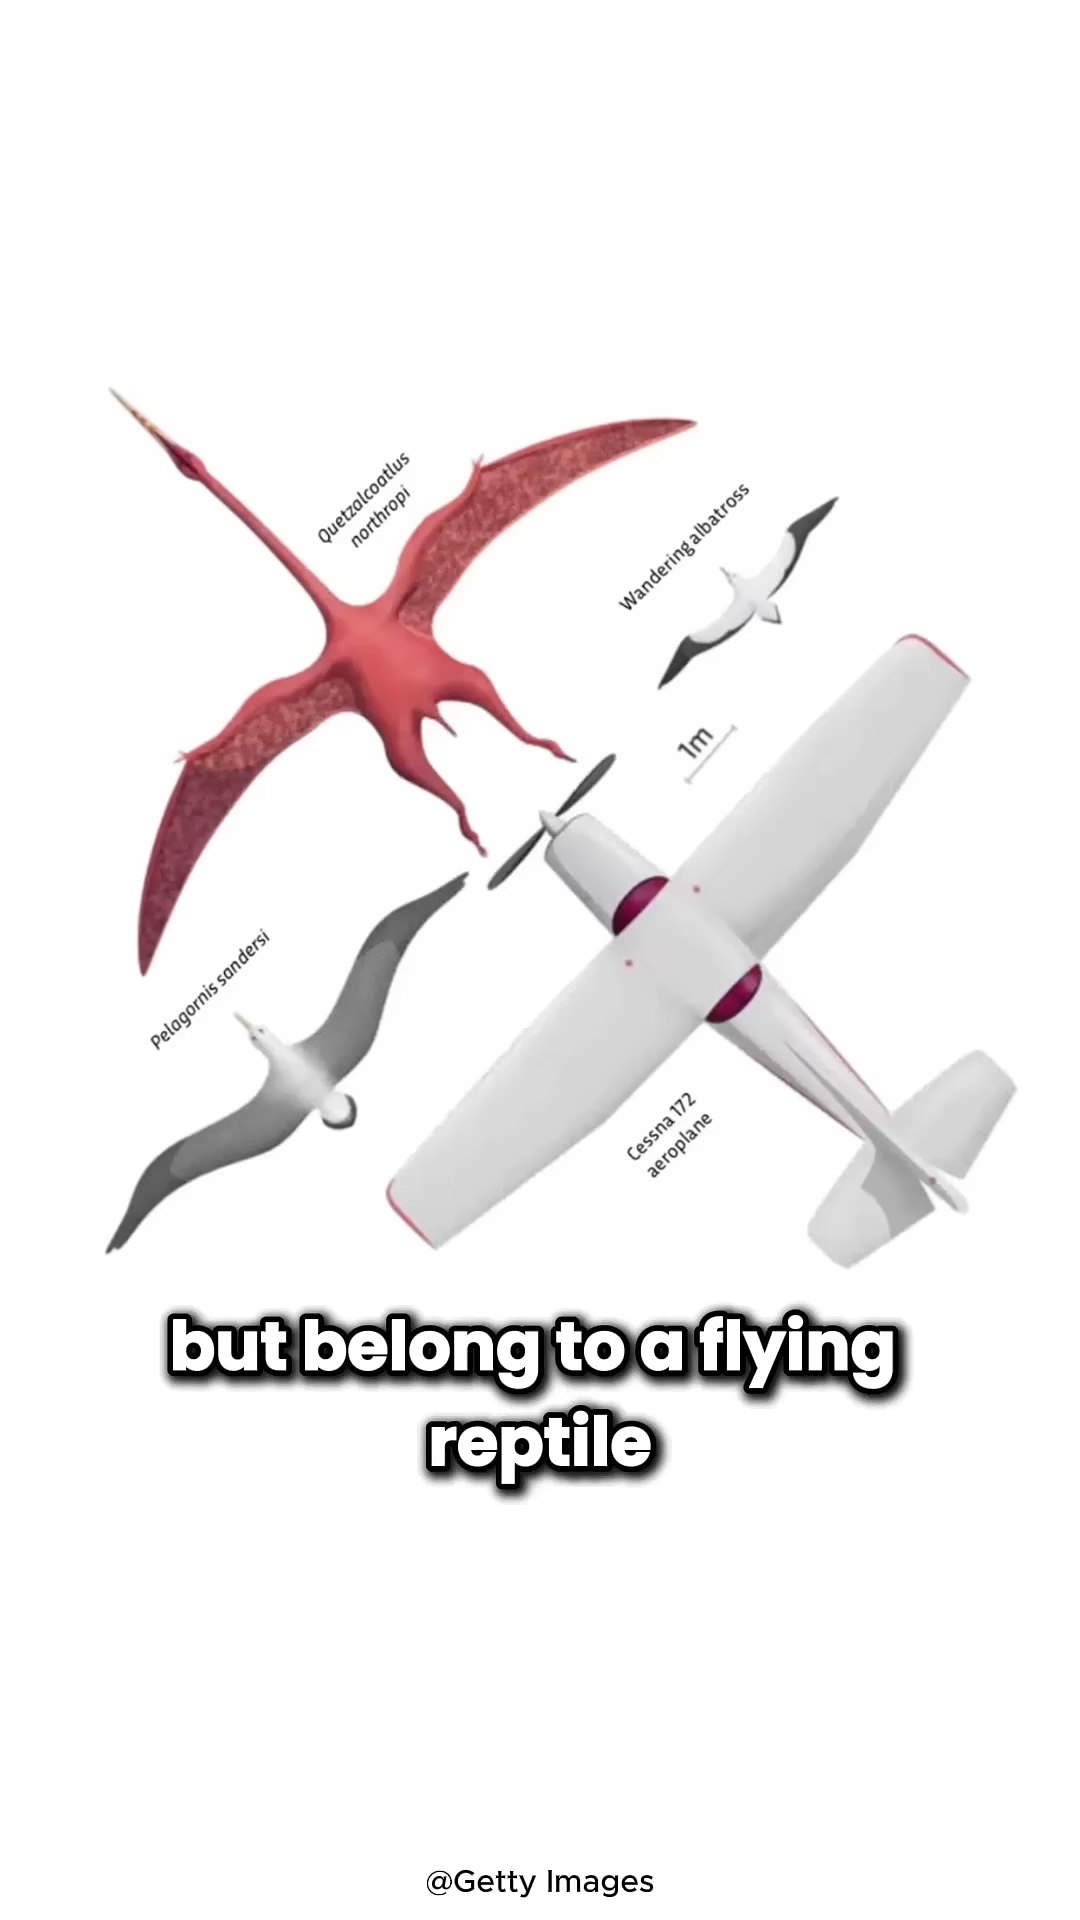 Quetzalcoatlus
northropi
Wandering albatross
1m
Pelagornis sandersi
Cessna 172
aeroplane
but belong to a flying
reptile
@Getty Images